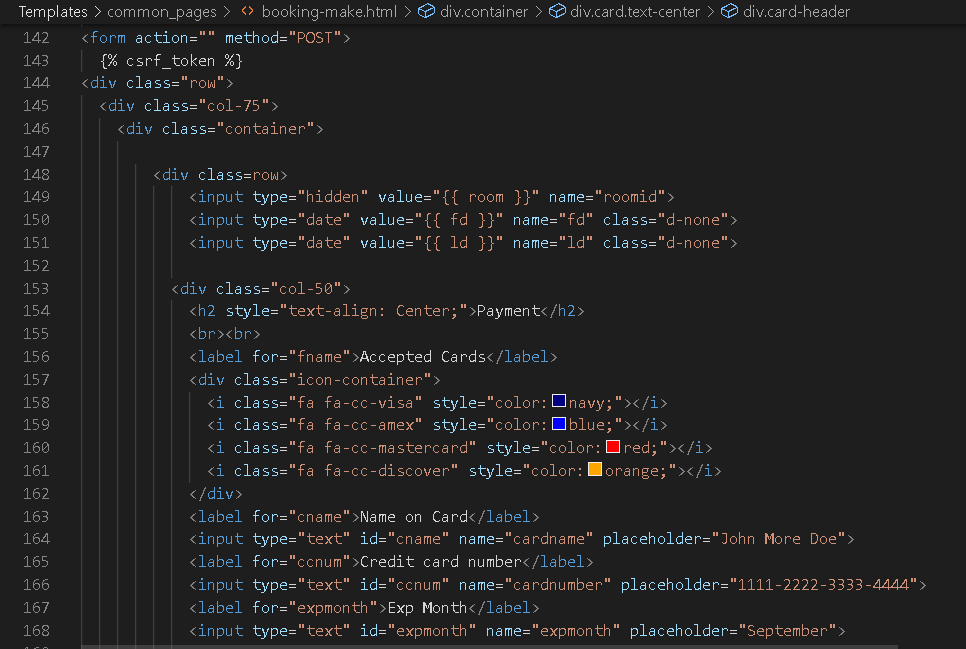 Templates > common_pages > <> booking-make.html > div.container > div.card.text-center > div.card-header
142 <form action="" method="POST">
143 {% csrf_token %}
144 <div class="row">
145 <div class="col-75">
146 <div class="container">
147
148 <div class=row>
149 <input type="hidden" value="{{ room }}" name="roomid">
150 <input type="date" value="{{ fd }}" name="fd" class="d-none">
151 <input type="date" value="{{ ld }}" name="ld" class="d-none">
152
153 <div class="col-50">
154 <h2 style="text-align: Center;">Payment</h2>
155 <br><br>
156 <label for="fname">Accepted Cards</label>
157 <div class="icon-container">
158 <i class="fa fa-cc-visa" style="color:navy;"></i>
159 <i class="fa fa-cc-amex" style="color:blue;"></i>
160 <i class="fa fa-cc-mastercard" style="color:red;"></i>
161 <i class="fa fa-cc-discover" style="color:orange;"></i>
162 </div>
163 <label for="cname">Name on Card</label>
164 <input type="text" id="cname" name="cardname" placeholder="John More Doe">
165 <label for="ccnum">Credit card number</label>
166 <input type="text" id="ccnum" name="cardnumber" placeholder="1111-2222-3333-4444">
167 <label for="expmonth">Exp Month</label>
168 <input type="text" id="expmonth" name="expmonth" placeholder="September">